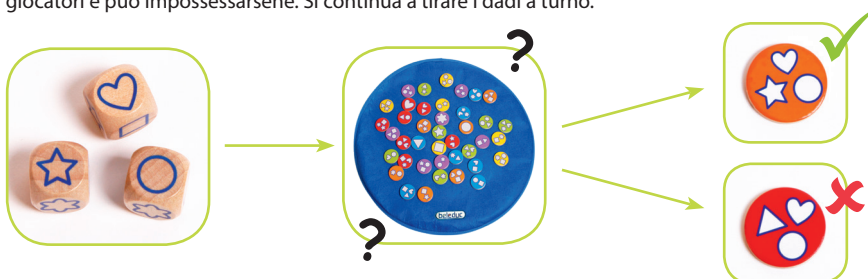 giocatori e può impossessarsene. Si continua a tirare i dadi a turno.
?
beleduc
?